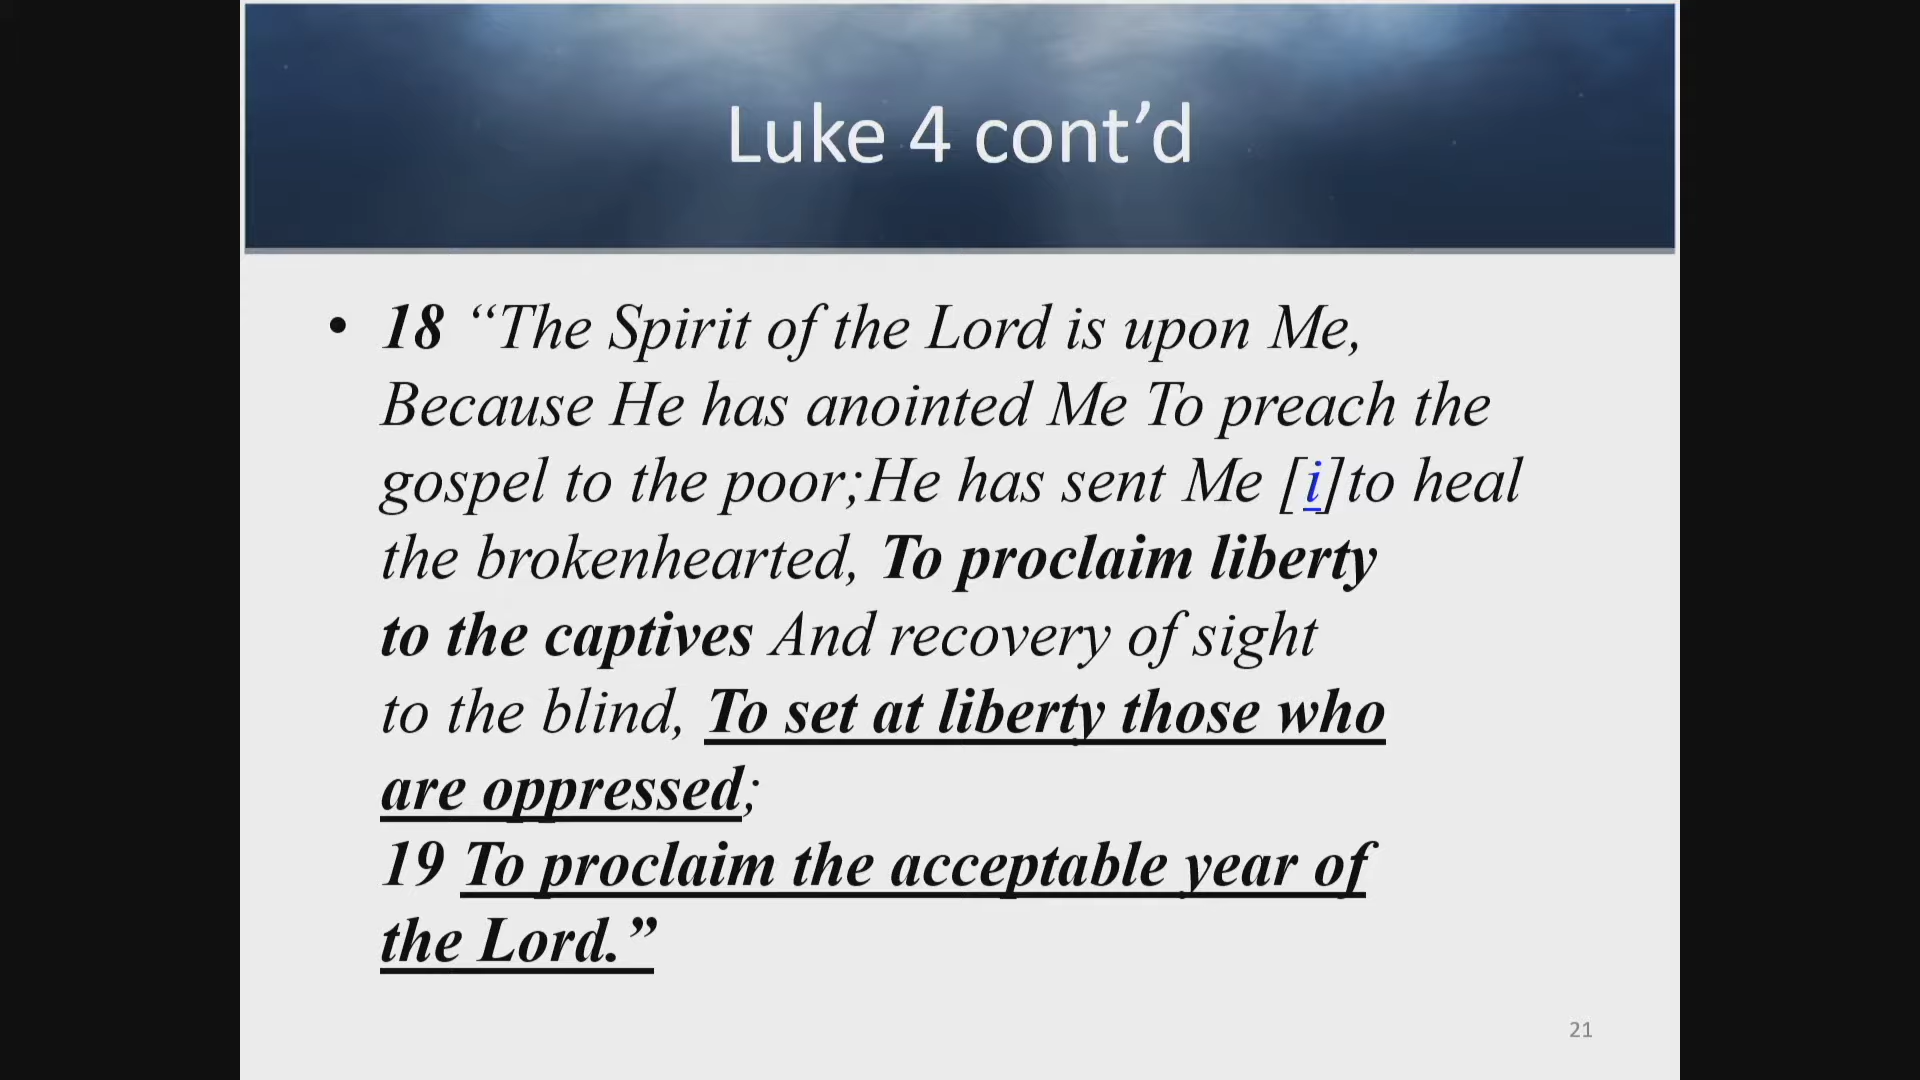 Luke 4 cont’d
• 18 “The Spirit of the Lord is upon Me,
Because He has anointed Me To preach the
gospel to the poor;He has sent Me [i]to heal
the brokenhearted, To proclaim liberty
to the captives And recovery of sight
to the blind, To set at liberty those who
are oppressed;
19 To proclaim the acceptable year of
the Lord.”
21